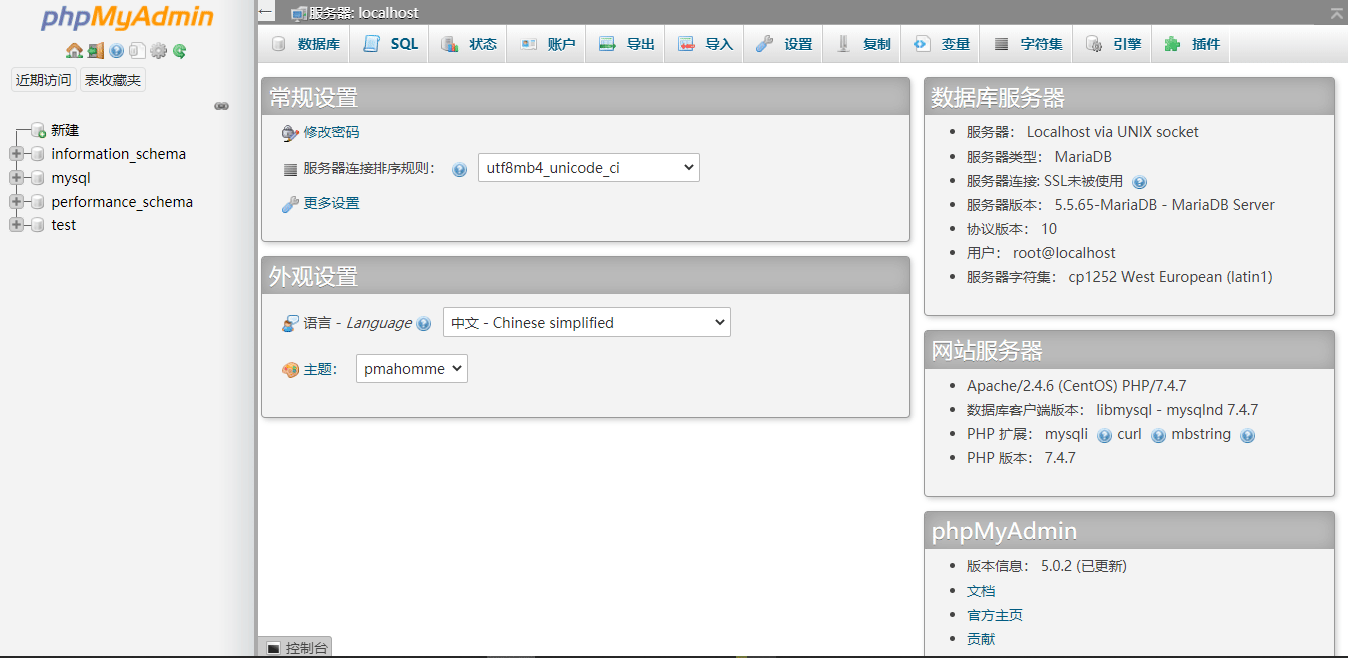 phpMyAdmin
近期访问 表收藏夹
新建
information_schema
mysql
performance_schema
test
服务器: localhost
数据库 SQL 状态 账户 导出 导入 设置 复制 变量 字符集 引擎 插件
常规设置
修改密码
服务器连接排序规则： utf8mb4_unicode_ci
更多设置
外观设置
语言 - Language 中文 - Chinese simplified
主题： pmahomme
数据库服务器
服务器： Localhost via UNIX socket
服务器类型： MariaDB
服务器连接: SSL未被使用
服务器版本： 5.5.65-MariaDB - MariaDB Server
协议版本： 10
用户： root@localhost
服务器字符集： cp1252 West European (latin1)
网站服务器
Apache/2.4.6 (CentOS) PHP/7.4.7
数据库客户端版本： libmysql - mysqlnd 7.4.7
PHP 扩展： mysqli curl mbstring
PHP 版本： 7.4.7
phpMyAdmin
版本信息： 5.0.2 (已更新)
文档
官方主页
贡献
控制台